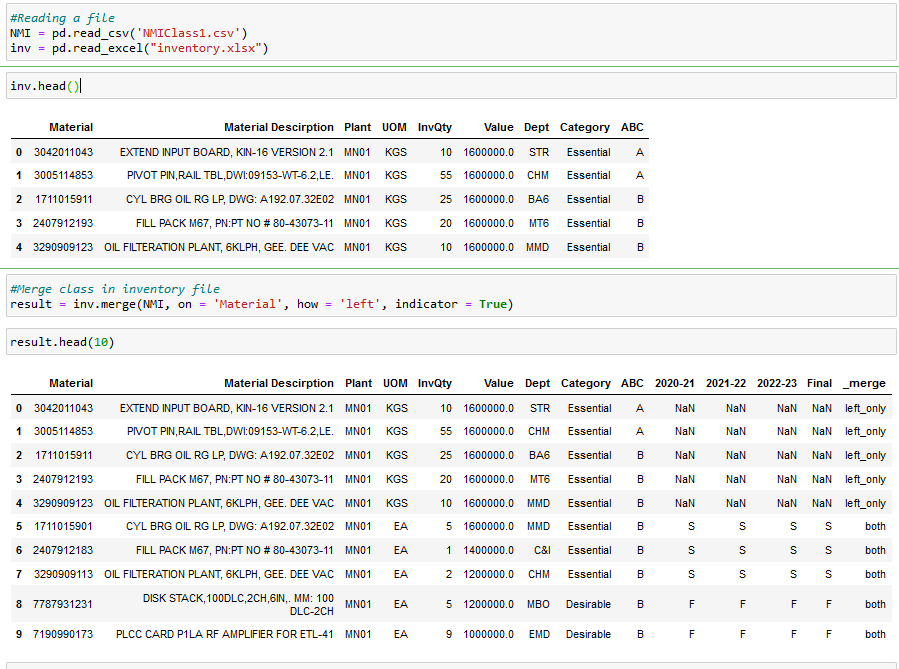 #Reading a file
NMI = pd.read_csv('NMIClass1.csv')
inv = pd.read_excel("inventory.xlsx")
inv.head()
Material Material Descirption Plant UOM InvQty Value Dept Category ABC
0 3042011043 EXTEND INPUT BOARD, KIN-16 VERSION 2.1 MN01 KGS 10 1600000.0 STR Essential A
1 3005114853 PIVOT PIN,RAIL TBL,DWI:09153-WT-6.2,LE. MN01 KGS 55 1600000.0 CHM Essential A
2 1711015911 CYL BRG OIL RG LP, DWG: A192.07.32E02 MN01 KGS 25 1600000.0 BA6 Essential B
3 2407912193 FILL PACK M67, PN:PT NO # 80-43073-11 MN01 KGS 20 1600000.0 MT6 Essential B
4 3290909123 OIL FILTERATION PLANT, 6KLPH, GEE. DEE VAC MN01 KGS 10 1600000.0 MMD Essential B
#Merge class in inventory file
result = inv.merge(NMI, on = 'Material', how = 'left', indicator = True)
result.head(10)
Material Material Descirption Plant UOM InvQty Value Dept Category ABC 2020-21 2021-22 2022-23 Final _merge
0 3042011043 EXTEND INPUT BOARD, KIN-16 VERSION 2.1 MN01 KGS 10 1600000.0 STR Essential A NaN NaN NaN NaN left_only
1 3005114853 PIVOT PIN,RAIL TBL,DWI:09153-WT-6.2,LE. MN01 KGS 55 1600000.0 CHM Essential A NaN NaN NaN NaN left_only
2 1711015911 CYL BRG OIL RG LP, DWG: A192.07.32E02 MN01 KGS 25 1600000.0 BA6 Essential B NaN NaN NaN NaN left_only
3 2407912193 FILL PACK M67, PN:PT NO # 80-43073-11 MN01 KGS 20 1600000.0 MT6 Essential B NaN NaN NaN NaN left_only
4 3290909123 OIL FILTERATION PLANT, 6KLPH, GEE. DEE VAC MN01 KGS 10 1600000.0 MMD Essential B NaN NaN NaN NaN left_only
5 1711015901 CYL BRG OIL RG LP, DWG: A192.07.32E02 MN01 EA 5 1600000.0 MMD Essential B S S S S both
6 2407912183 FILL PACK M67, PN:PT NO # 80-43073-11 MN01 EA 1 1400000.0 C&I Essential B S S S S both
7 3290909113 OIL FILTERATION PLANT, 6KLPH, GEE. DEE VAC MN01 EA 2 1200000.0 CHM Essential B S S S S both
8 7787931231 DISK STACK,100DLC,2CH,6IN,. MM: 100
DLC-2CH MN01 EA 5 1200000.0 MBO Desirable B F F F F both
9 7190990173 PLCC CARD P1LA RF AMPLIFIER FOR ETL-41 MN01 EA 9 1000000.0 EMD Desirable B F F F F both